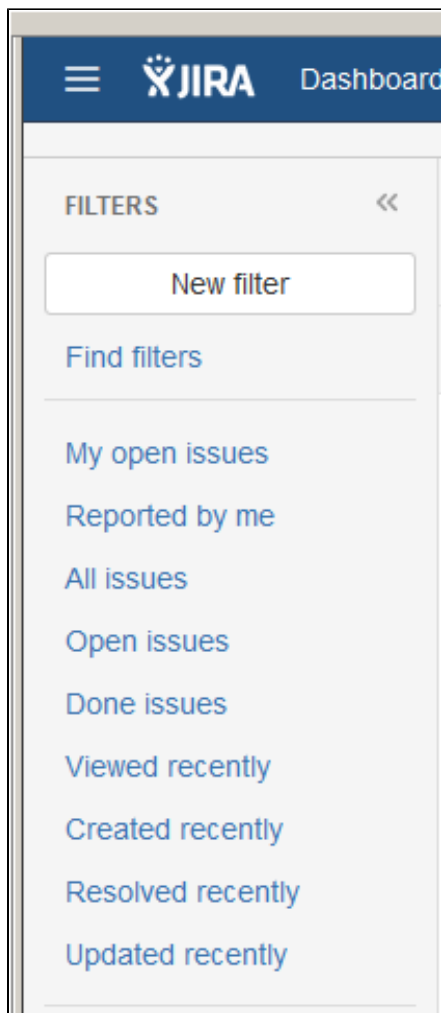 JIRA Dashboard
FILTERS
New filter
Find filters
My open issues
Reported by me
All issues
Open issues
Done issues
Viewed recently
Created recently
Resolved recently
Updated recently